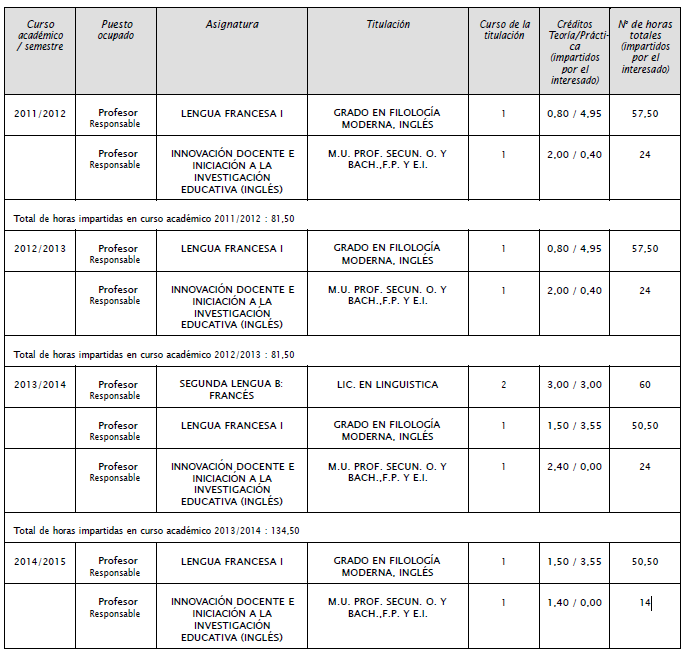 Curso académico / semestre Puesto ocupado Asignatura Titulación Curso de la titulación Créditos Teoría/Práctica (impartidos por el interesado) Nº de horas totales (impartidos por el interesado)
2011/2012 Profesor LENGUA FRANCESA I GRADO EN FILOLOGÍA 1 0,80 / 4,95 57,50
Responsable MODERNA, INGLÉS
Profesor INNOVACIÓN DOCENTE E M.U. PROF. SECUN. O. Y 1 2,00 / 0,40 24
Responsable INICIACIÓN A LA BACH.,F.P. Y E.I.
INVESTIGACIÓN
EDUCATIVA (INGLÉS)
Total de horas impartidas en curso académico 2011/2012 : 81,50
2012/2013 Profesor LENGUA FRANCESA I GRADO EN FILOLOGÍA 1 0,80 / 4,95 57,50
Responsable MODERNA, INGLÉS
Profesor INNOVACIÓN DOCENTE E M.U. PROF. SECUN. O. Y 1 2,00 / 0,40 24
Responsable INICIACIÓN A LA BACH.,F.P. Y E.I.
INVESTIGACIÓN
EDUCATIVA (INGLÉS)
Total de horas impartidas en curso académico 2012/2013 : 81,50
2013/2014 Profesor SEGUNDA LENGUA B: LIC. EN LINGUISTICA 2 3,00 / 3,00 60
Responsable FRANCÉS
Profesor LENGUA FRANCESA I GRADO EN FILOLOGÍA 1 1,50 / 3,55 50,50
Responsable MODERNA, INGLÉS
Profesor INNOVACIÓN DOCENTE E M.U. PROF. SECUN. O. Y 1 2,40 / 0,00 24
Responsable INICIACIÓN A LA BACH.,F.P. Y E.I.
INVESTIGACIÓN
EDUCATIVA (INGLÉS)
Total de horas impartidas en curso académico 2013/2014 : 134,50
2014/2015 Profesor LENGUA FRANCESA I GRADO EN FILOLOGÍA 1 1,50 / 3,55 50,50
Responsable MODERNA, INGLÉS
Profesor INNOVACIÓN DOCENTE E M.U. PROF. SECUN. O. Y 1 1,40 / 0,00 14
Responsable INICIACIÓN A LA BACH.,F.P. Y E.I.
INVESTIGACIÓN
EDUCATIVA (INGLÉS)